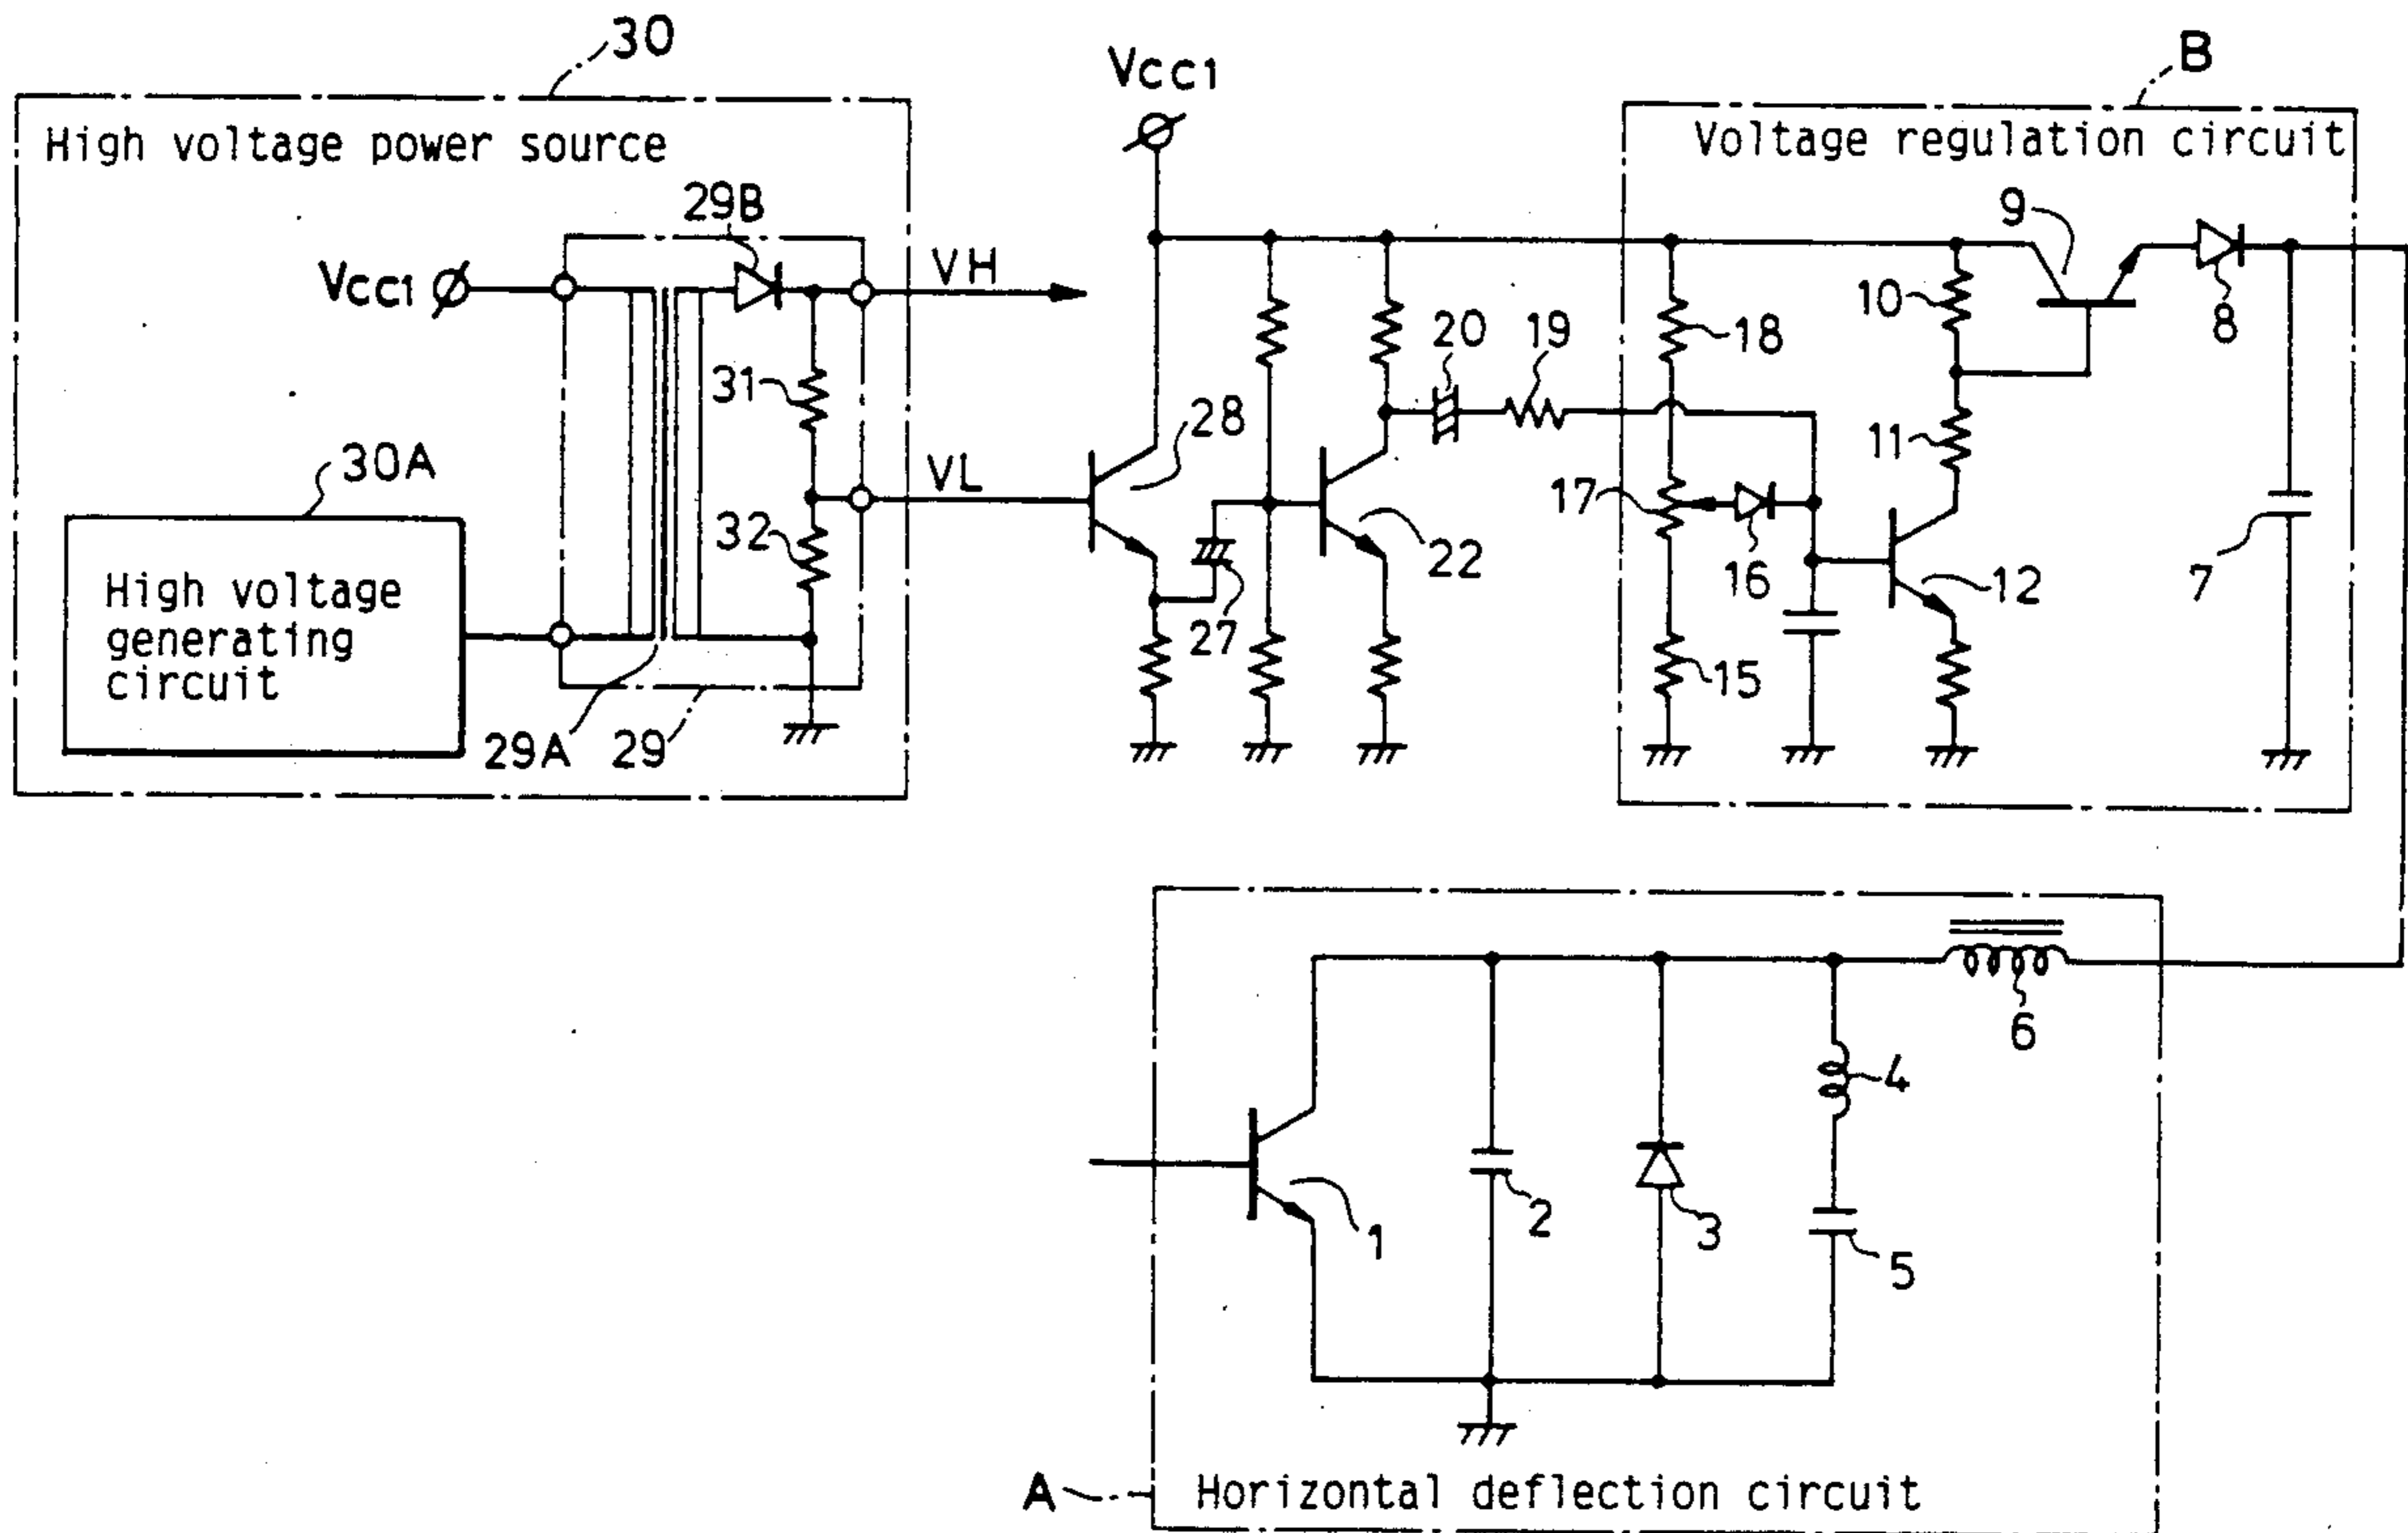 30
High voltage power source
Vcc1
B
Voltage regulation circuit
29B
Vcc1
VH
9
8
10
18
20
19
31
28
11
30A
VL
17
32
22
16
12
7
High voltage
generating
circuit
27
15
29A
29
6
4
1
2
3
5
A
Horizontal deflection circuit